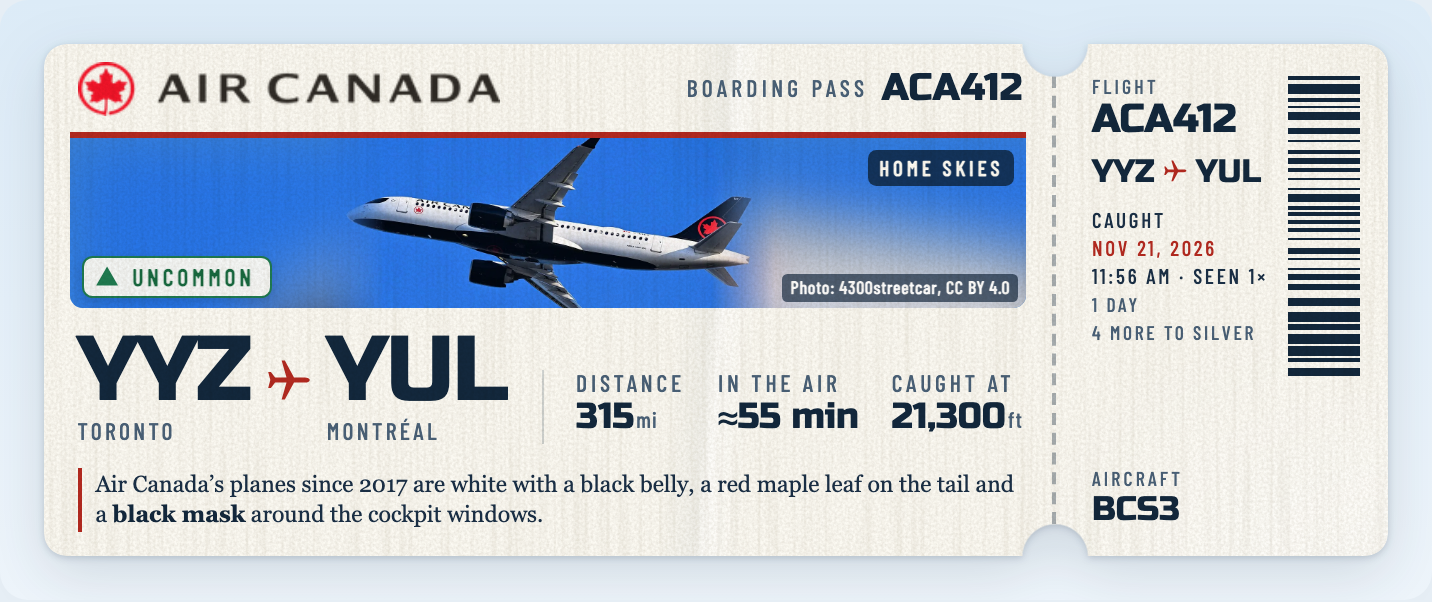 AIR CANADA
BOARDING PASS ACA412
HOME SKIES
UNCOMMON
Photo: 4300streetcar, CC BY 4.0
YYZ YUL
TORONTO
MONTRÉAL
DISTANCE
315mi
IN THE AIR
≈55 min
CAUGHT AT
21,300ft
Air Canada’s planes since 2017 are white with a black belly, a red maple leaf on the tail and
a black mask around the cockpit windows.
FLIGHT
ACA412
YYZ YUL
CAUGHT
NOV 21, 2026
11:56 AM · SEEN 1×
1 DAY
4 MORE TO SILVER
AIRCRAFT
BCS3